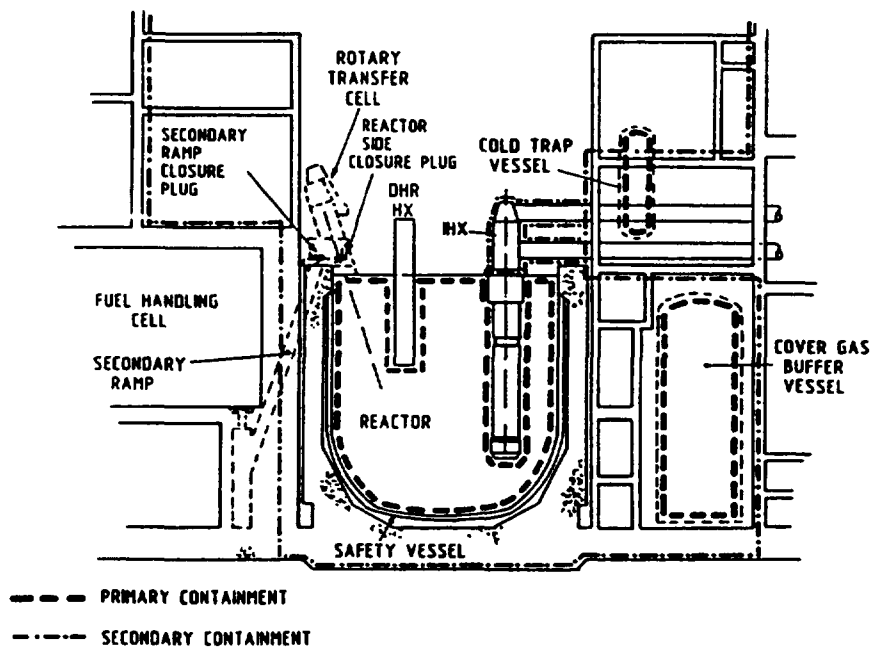 ROTARY
TRANSFER
CELL
REACTOR
SIDE
CLOSURE PLUG
SECONDARY
RAMP
CLOSURE
PLUG
DHR
HX
COLD TRAP
VESSEL
IHX
FUEL HANDLING
CELL
SECONDARY
RAMP
REACTOR
COVER GAS
BUFFER
VESSEL
SAFETY VESSEL
PRIMARY CONTAINMENT
SECONDARY CONTAINMENT